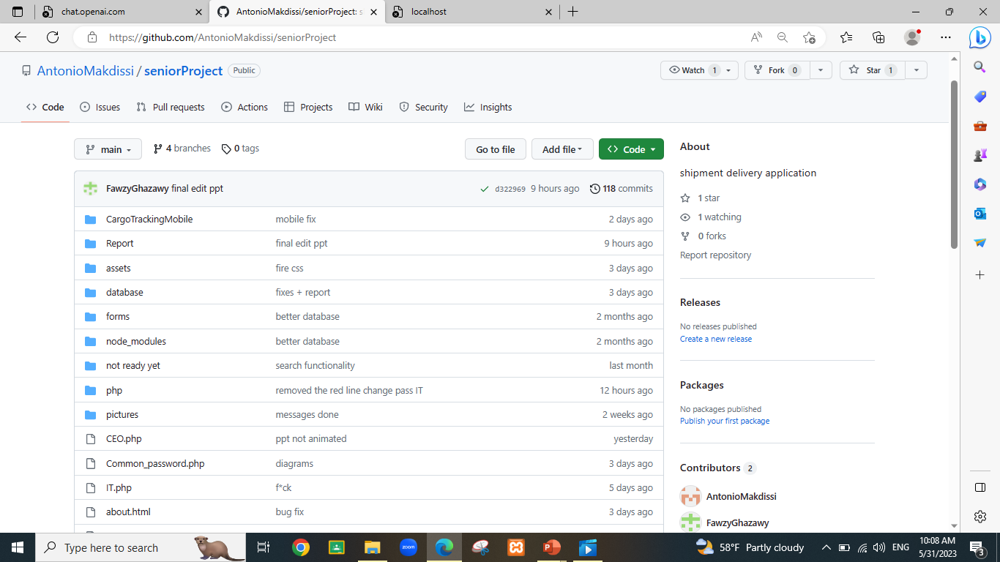 chat.openai.com
AntonioMakdissi/seniorProject: s
localhost
https://github.com/AntonioMakdissi/seniorProject
AntonioMakdissi / seniorProject Public
Watch 1
Fork 0
Star 1
Code
Issues
Pull requests
Actions
Projects
Wiki
Security
Insights
main
4 branches
0 tags
Go to file
Add file
Code
FawzyGhazawy final edit ppt
d322969 9 hours ago
118 commits
CargoTrackingMobile mobile fix 2 days ago
Report final edit ppt 9 hours ago
assets fire css 3 days ago
database fixes + report 3 days ago
forms better database 2 months ago
node_modules better database 2 months ago
not ready yet search functionality last month
php removed the red line change pass IT 12 hours ago
pictures messages done 2 weeks ago
CEO.php ppt not animated yesterday
Common_password.php diagrams 3 days ago
IT.php f*ck 5 days ago
about.html bug fix 3 days ago
About
shipment delivery application
1 star
1 watching
0 forks
Report repository
Releases
No releases published
Create a new release
Packages
No packages published
Publish your first package
Contributors 2
AntonioMakdissi
FawzyGhazawy
Type here to search
zoom
58°F Partly cloudy
ENG
10:08 AM
5/31/2023
3